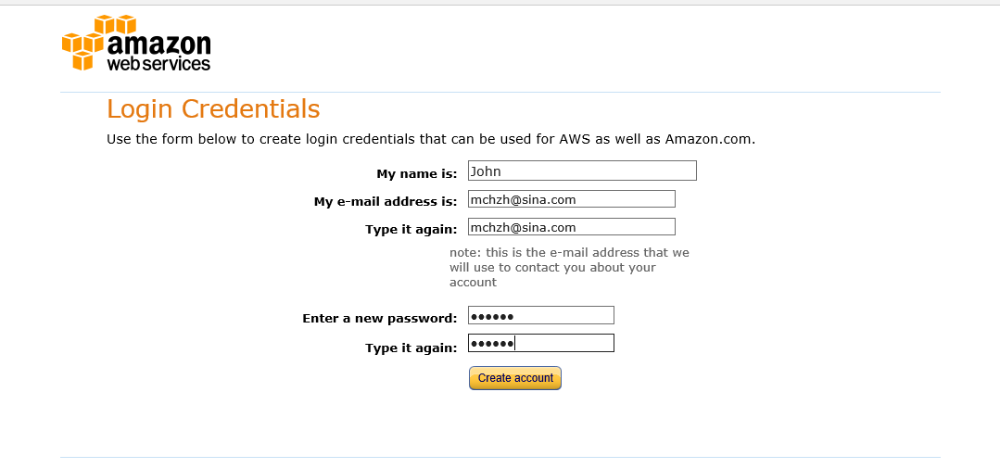 amazon
web services
Login Credentials
Use the form below to create login credentials that can be used for AWS as well as Amazon.com.
My name is: John
My e-mail address is: mchzh@sina.com
Type it again: mchzh@sina.com
note: this is the e-mail address that we
will use to contact you about your
account
Enter a new password: ••••••
Type it again: ••••••
Create account